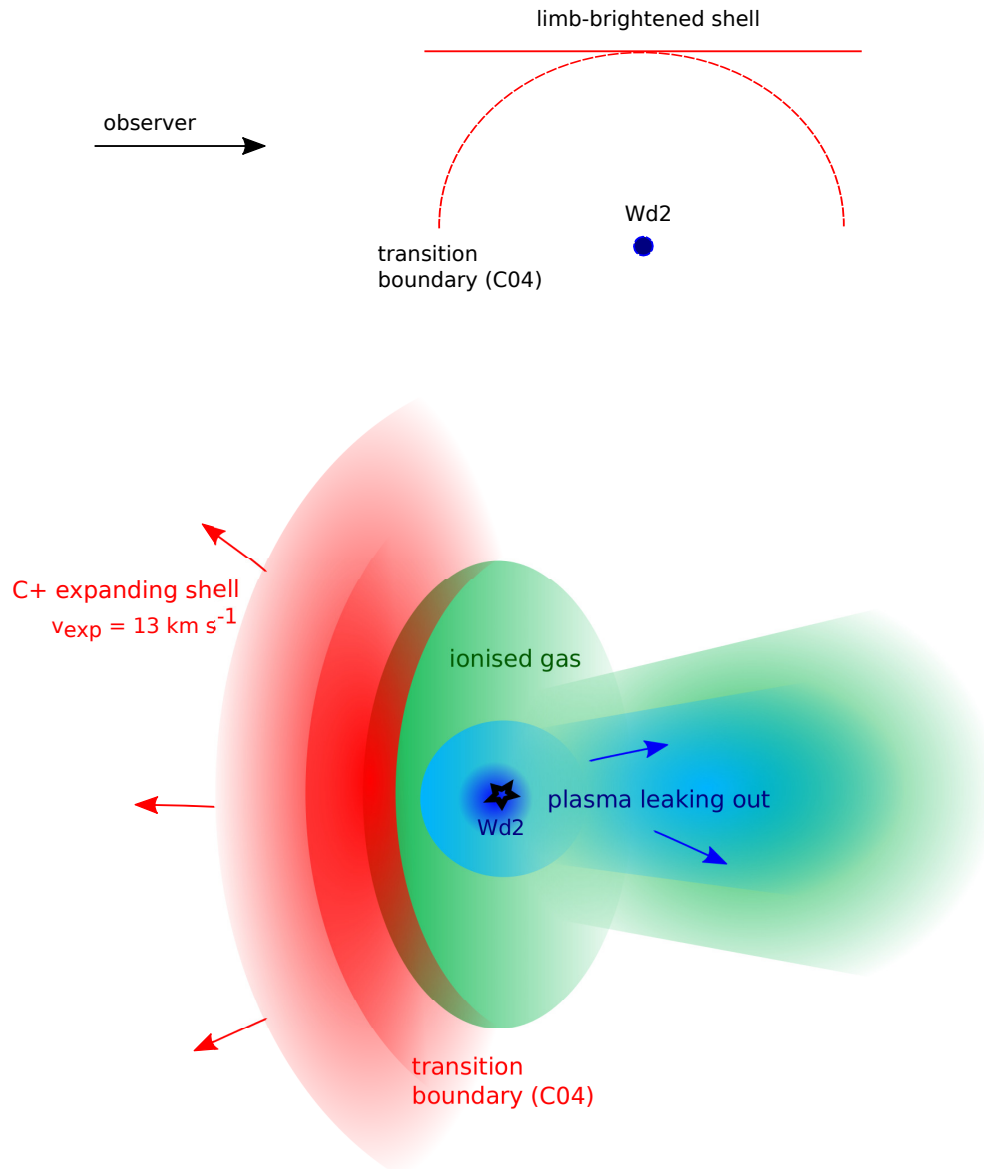 limb-brightened shell
observer
Wd2
transition
boundary (C04)
C+ expanding shell
vexp = 13 km s-1
ionised gas
plasma leaking out
Wd2
transition
boundary (C04)